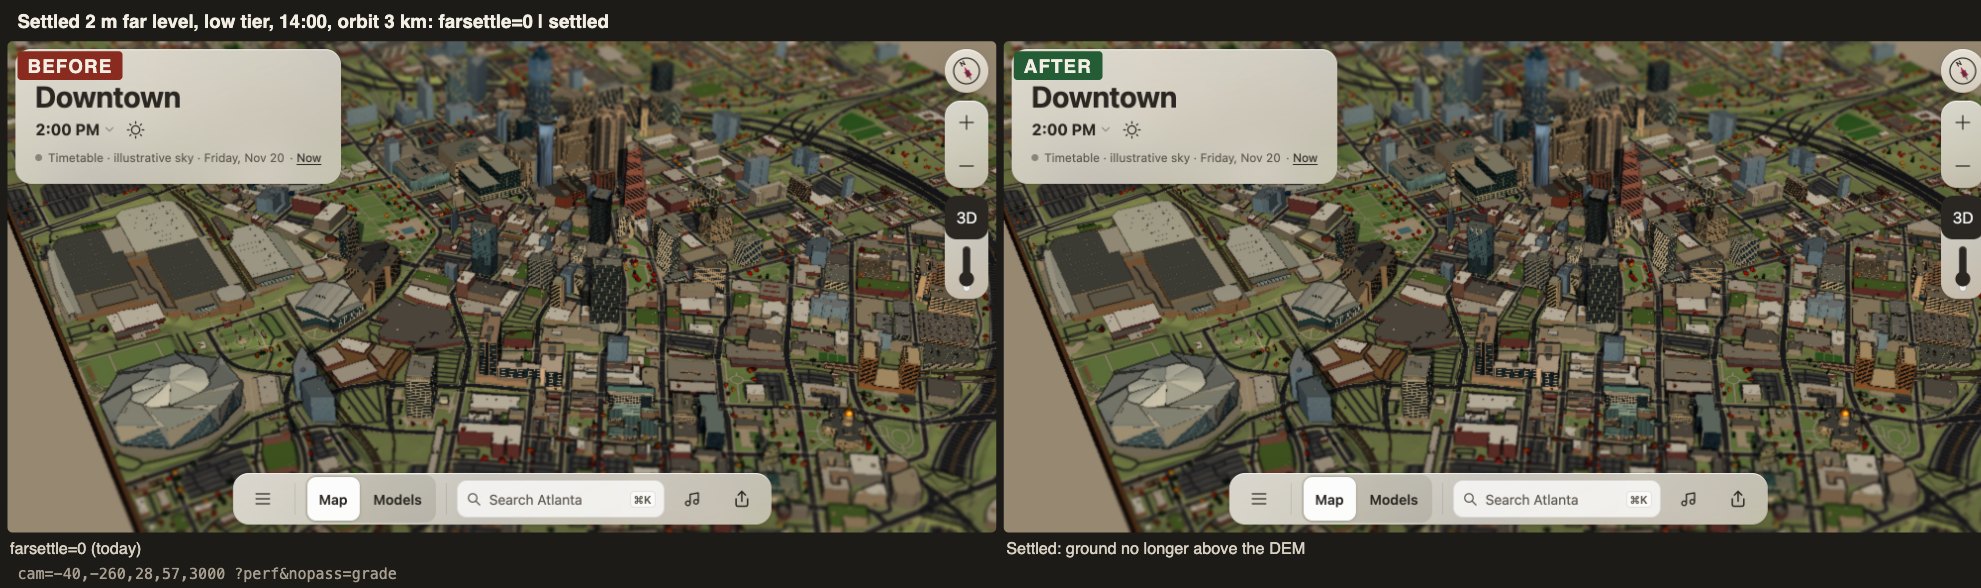 Settled 2 m far level, low tier, 14:00, orbit 3 km: farsettle=0 | settled
BEFORE
Downtown
2:00 PM
Timetable · illustrative sky · Friday, Nov 20 · Now
N
+
−
3D
Map Models Search Atlanta ⌘K
AFTER
Downtown
2:00 PM
Timetable · illustrative sky · Friday, Nov 20 · Now
N
+
−
3D
Map Models Search Atlanta ⌘K
farsettle=0 (today)
Settled: ground no longer above the DEM
cam=−40,−260,28,57,3000 ?perf&nopass=grade